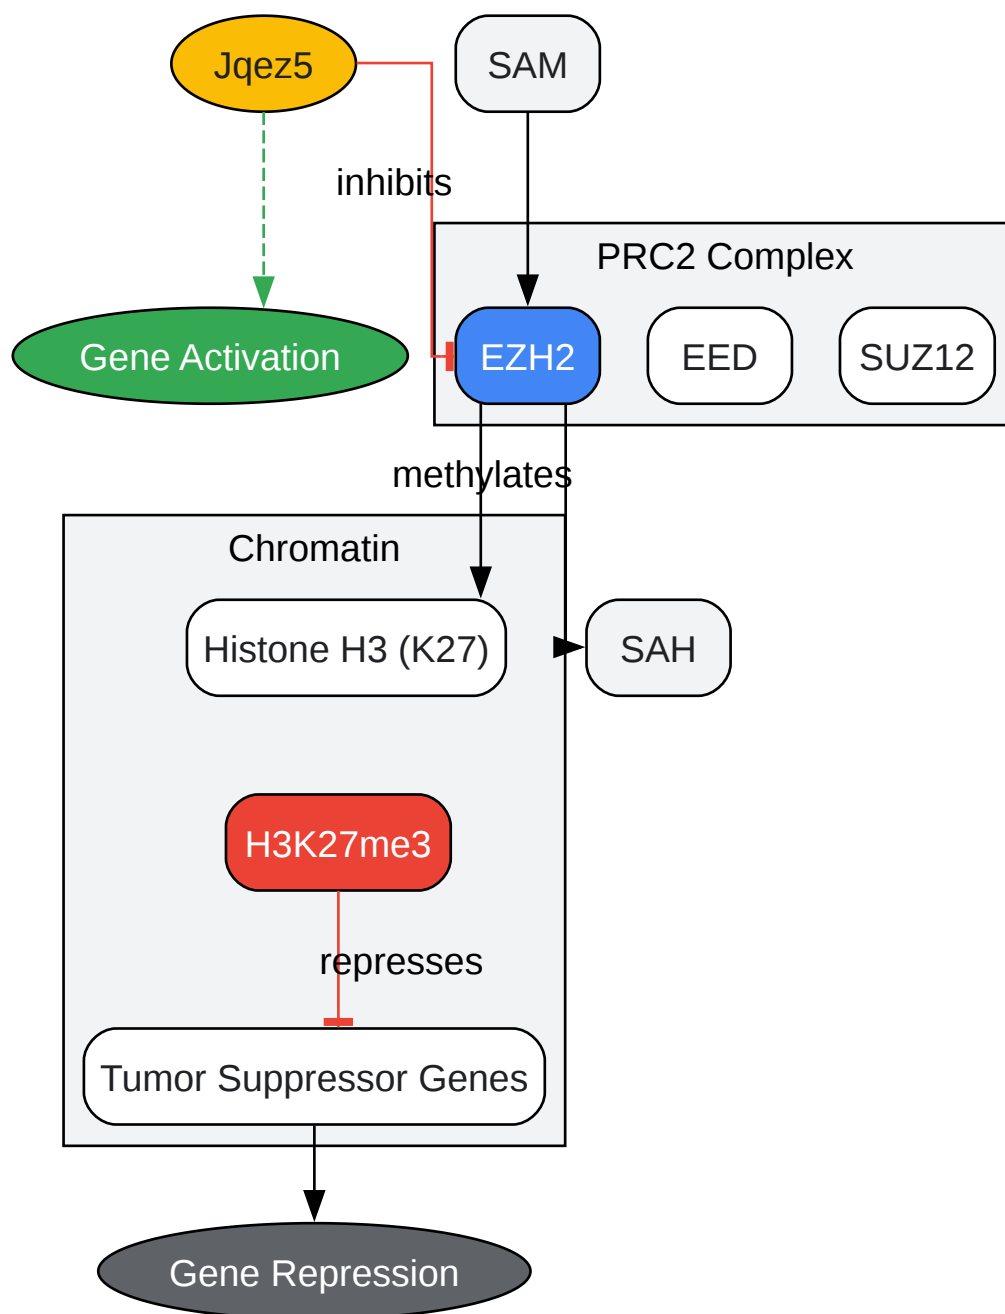 Jqez5
SAM
inhibits
PRC2 Complex
Gene Activation
EZH2
EED
SUZ12
methylates
Chromatin
Histone H3 (K27)
SAH
H3K27me3
represses
Tumor Suppressor Genes
Gene Repression